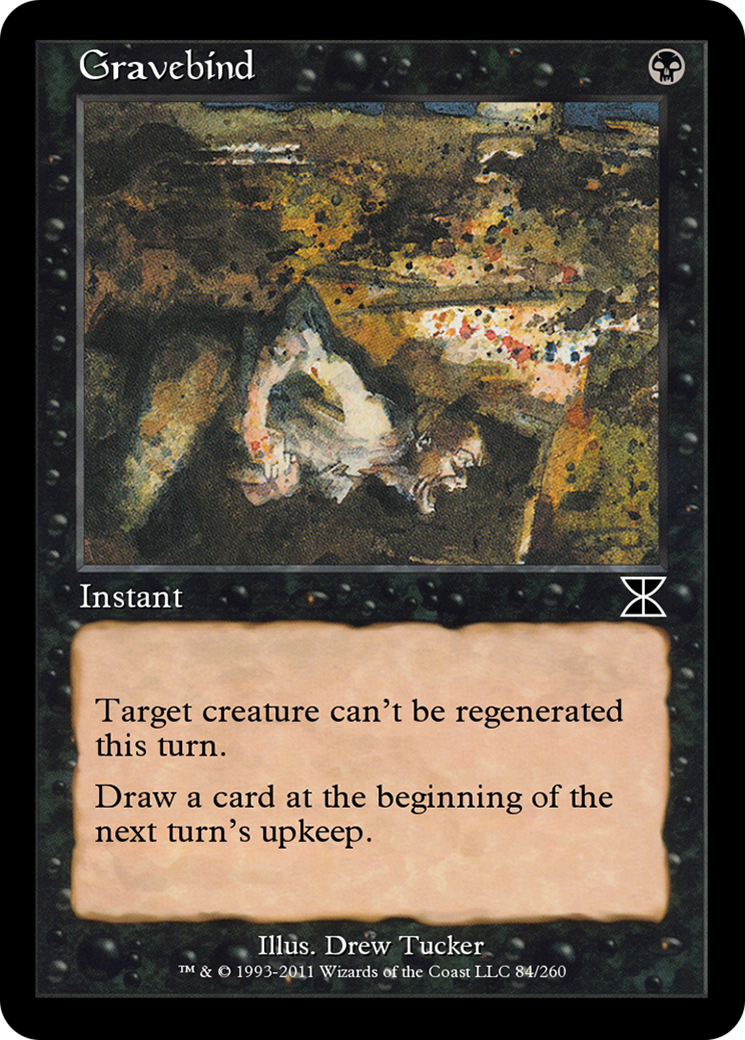 Gravebind
Instant
Target creature can't be regenerated
this turn.
Draw a card at the beginning of the
next turn's upkeep.
Illus. Drew Tucker
™ & © 1993-2011 Wizards of the Coast LLC 84/260